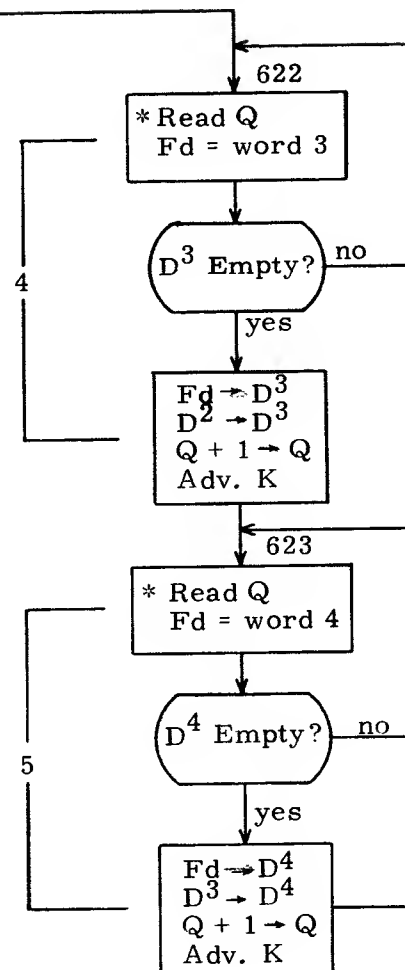 622
* Read Q
Fd = word 3
4
D³ Empty?
no
yes
Fd → D³
D² → D³
Q + 1 → Q
Adv. K
623
* Read Q
Fd = word 4
5
D⁴ Empty?
no
yes
Fd → D⁴
D³ → D⁴
Q + 1 → Q
Adv. K